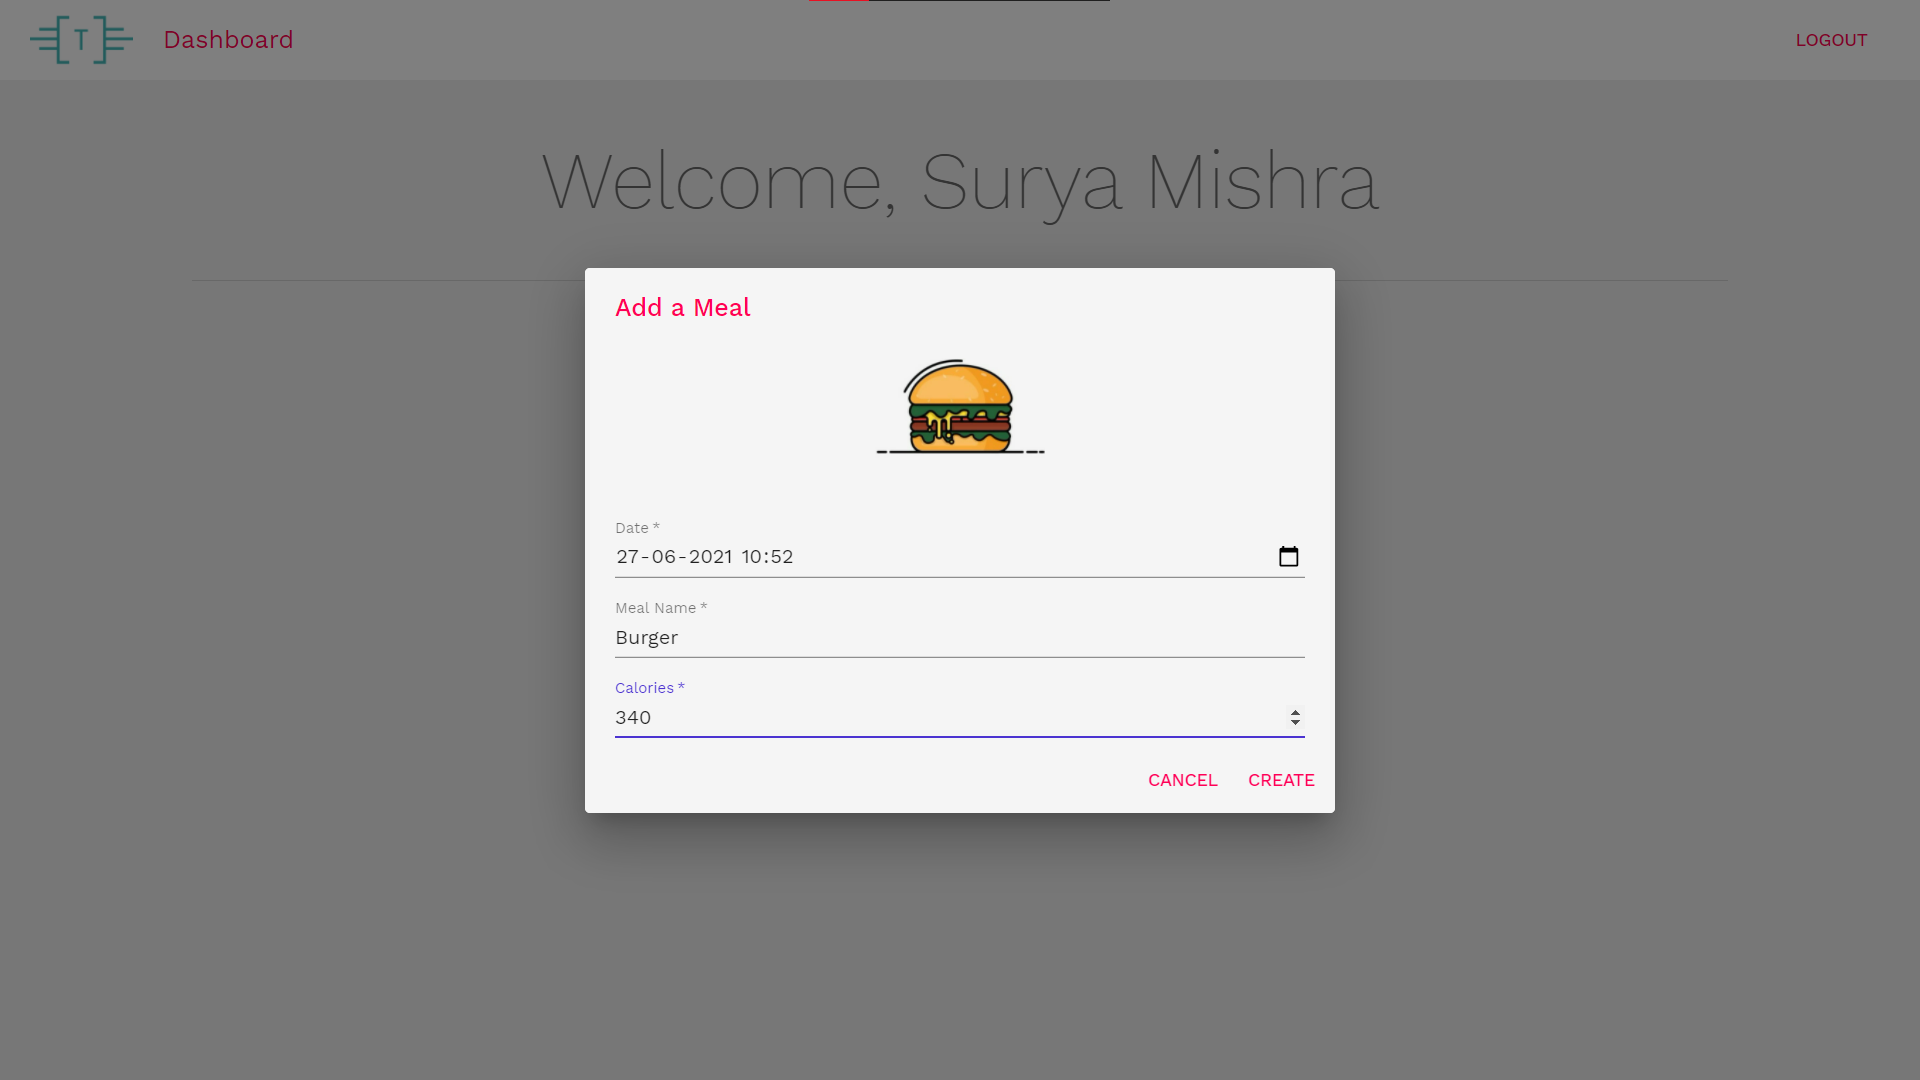 T
Dashboard
LOGOUT
Welcome, Surya Mishra
Add a Meal
Date *
27-06-2021 10:52
Meal Name *
Burger
Calories *
340
CANCEL
CREATE